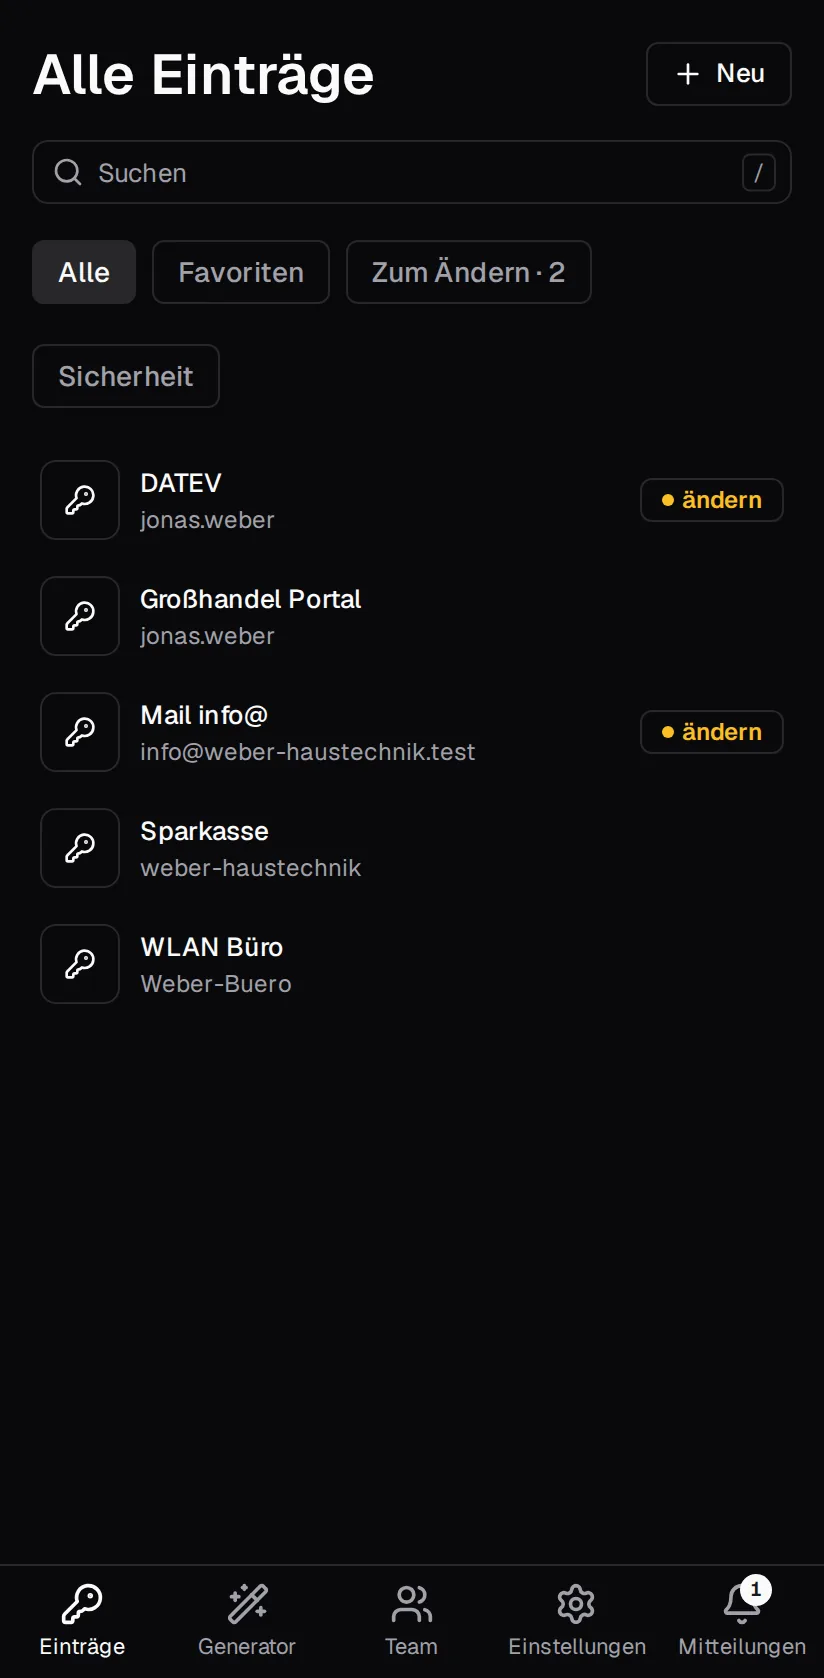 Alle Einträge
Neu
Suchen /
Alle Favoriten Zum Ändern · 2
Sicherheit
DATEV
jonas.weber
ändern
Großhandel Portal
jonas.weber
Mail info@
info@weber-haustechnik.test
ändern
Sparkasse
weber-haustechnik
WLAN Büro
Weber-Buero
1
Einträge Generator Team Einstellungen Mitteilungen